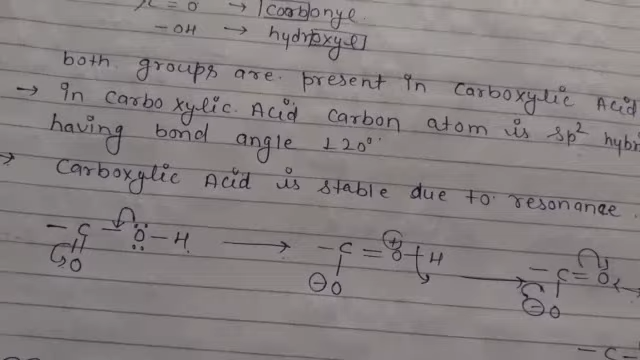 C = O → [carbonyl
- OH → hydroxyl]
both groups are present in carboxylic Acid
→ In carboxylic Acid carbon atom is sp² hybr
having bond angle 120°
→ Carboxylic Acid is stable due to resonance.
- C - O - H → - C = O - H → - C = O
O O O
- C =